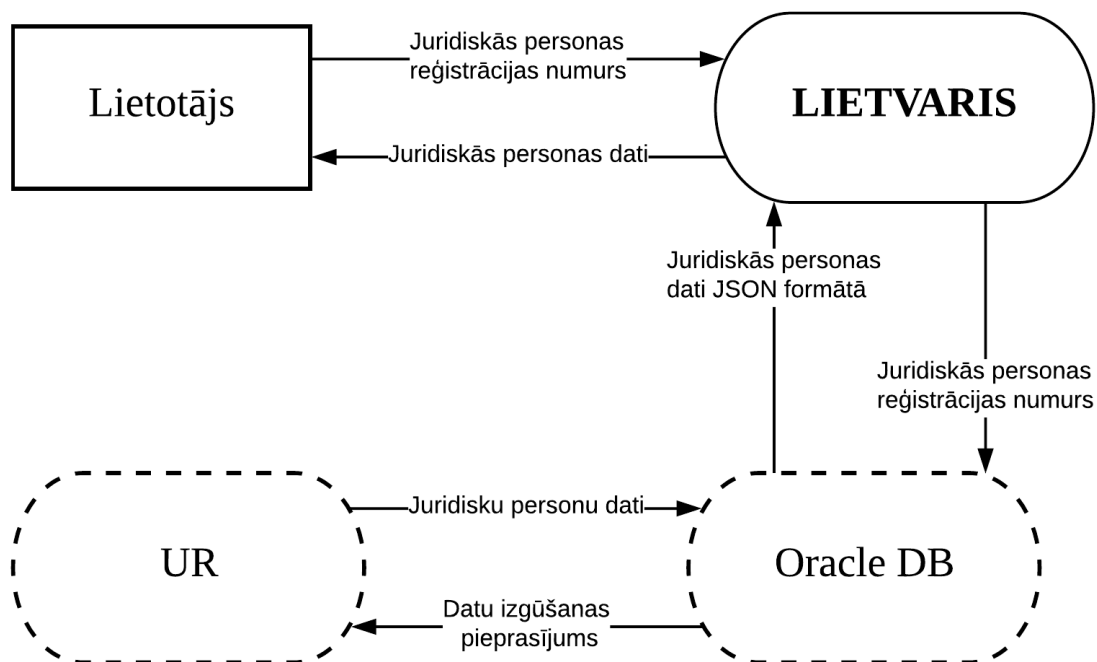 Juridiskās personas
reģistrācijas numurs
Lietotājs
LIETVARIS
Juridiskās personas dati
Juridiskās personas
dati JSON formātā
Juridiskās personas
reģistrācijas numurs
Juridisku personu dati
UR
Oracle DB
Datu izgūšanas
pieprasījums